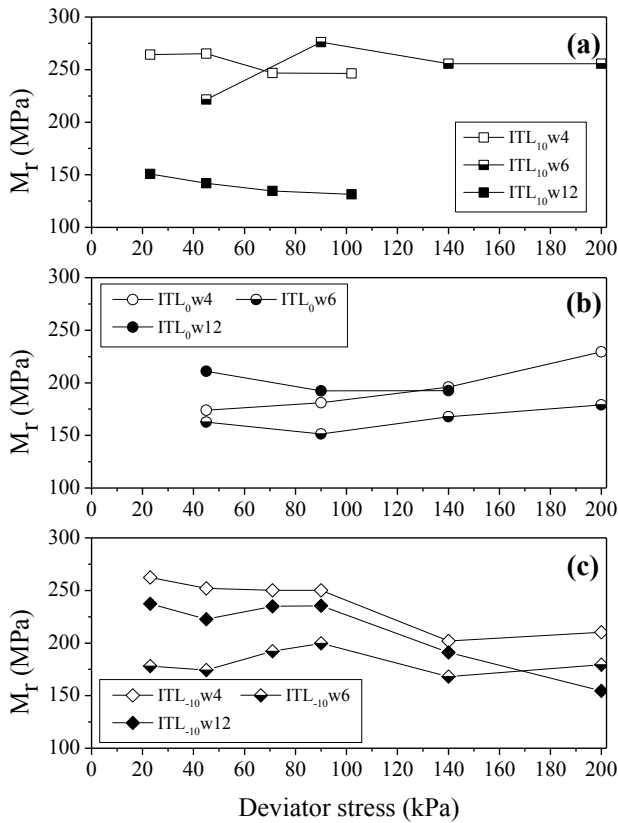 300
(a)
250
200
150
100
M_r (MPa)
ITL_10w4
ITL_10w6
ITL_10w12
0 20 40 60 80 100 120 140 160 180 200
300
(b)
250
200
150
100
M_r (MPa)
ITL_0w4 ITL_0w6
ITL_0w12
0 20 40 60 80 100 120 140 160 180 200
300
(c)
250
200
150
100
M_r (MPa)
ITL_-10w4 ITL_-10w6
ITL_-10w12
0 20 40 60 80 100 120 140 160 180 200
Deviator stress (kPa)